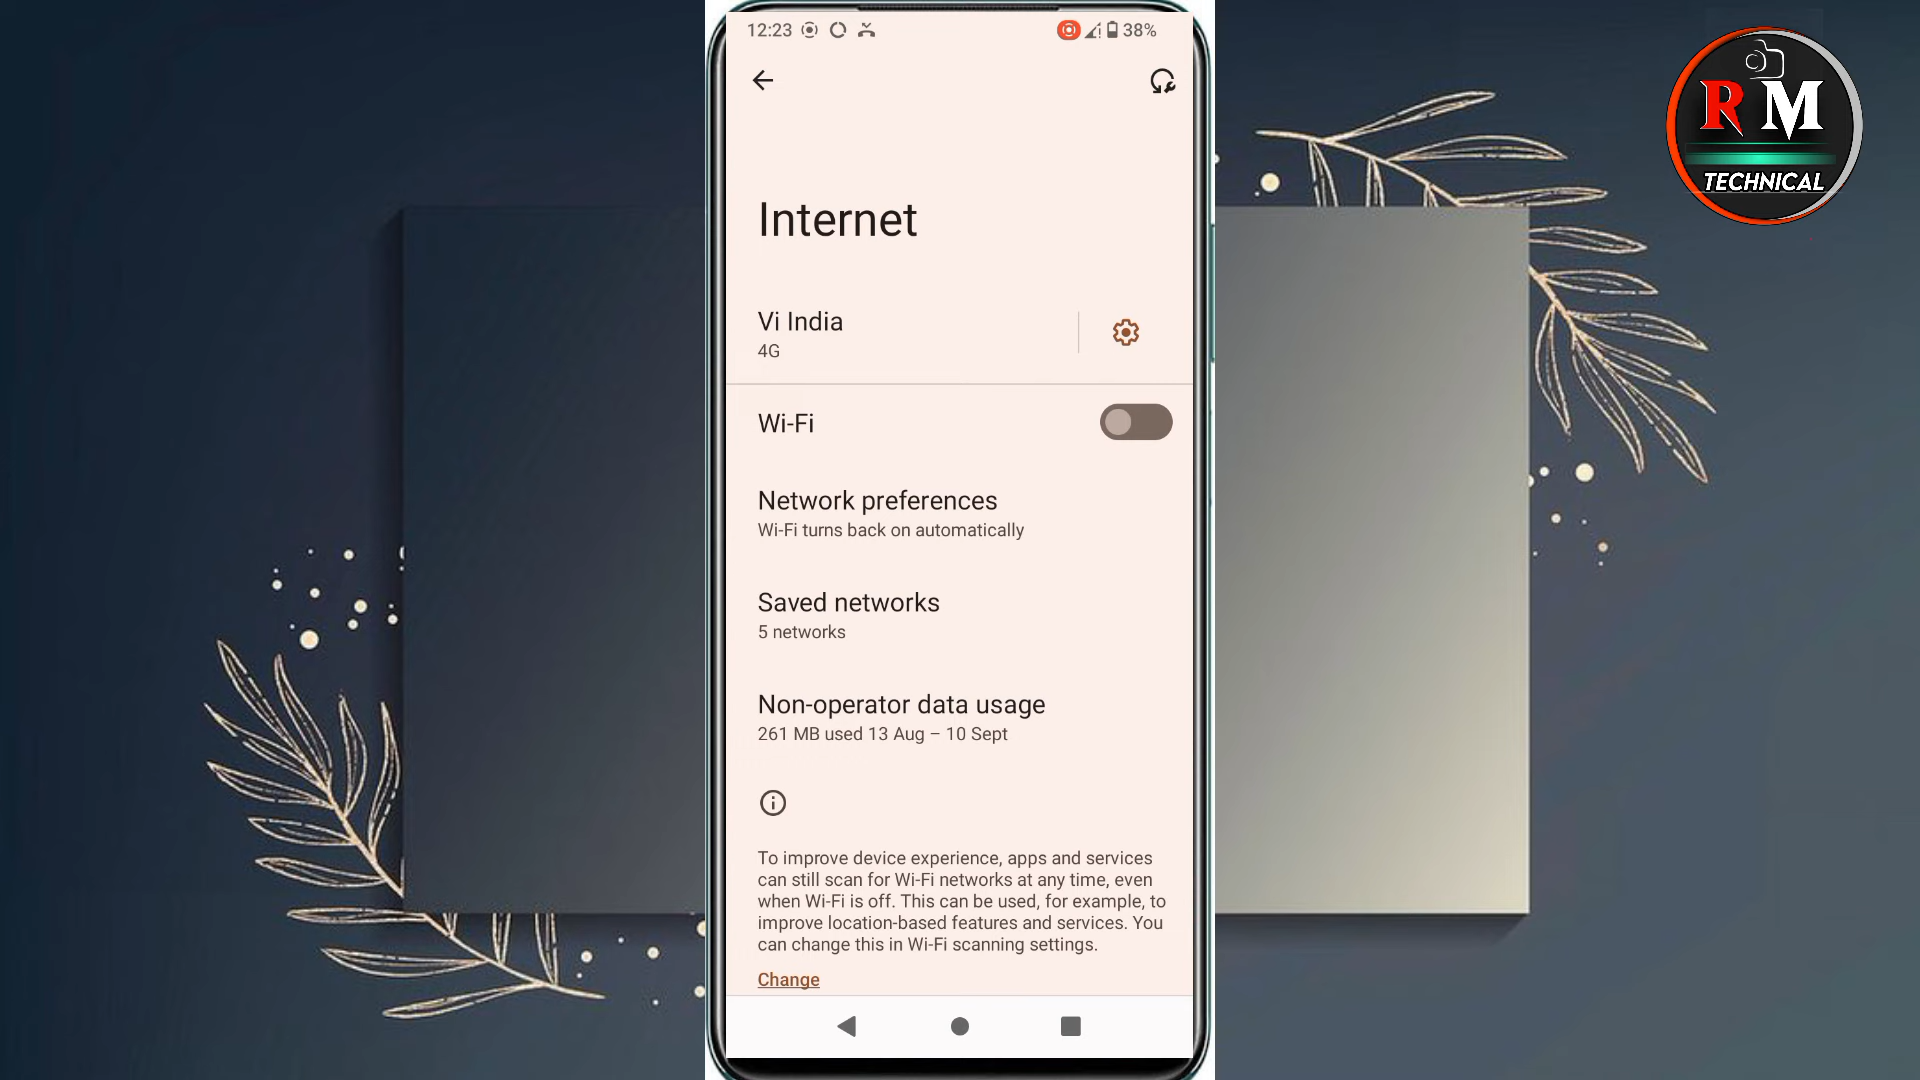 12:23
38%
R M
TECHNICAL
Internet
Vi India
4G
Wi-Fi
Network preferences
Wi-Fi turns back on automatically
Saved networks
5 networks
Non-operator data usage
261 MB used 13 Aug – 10 Sept
To improve device experience, apps and services
can still scan for Wi-Fi networks at any time, even
when Wi-Fi is off. This can be used, for example, to
improve location-based features and services. You
can change this in Wi-Fi scanning settings.
Change